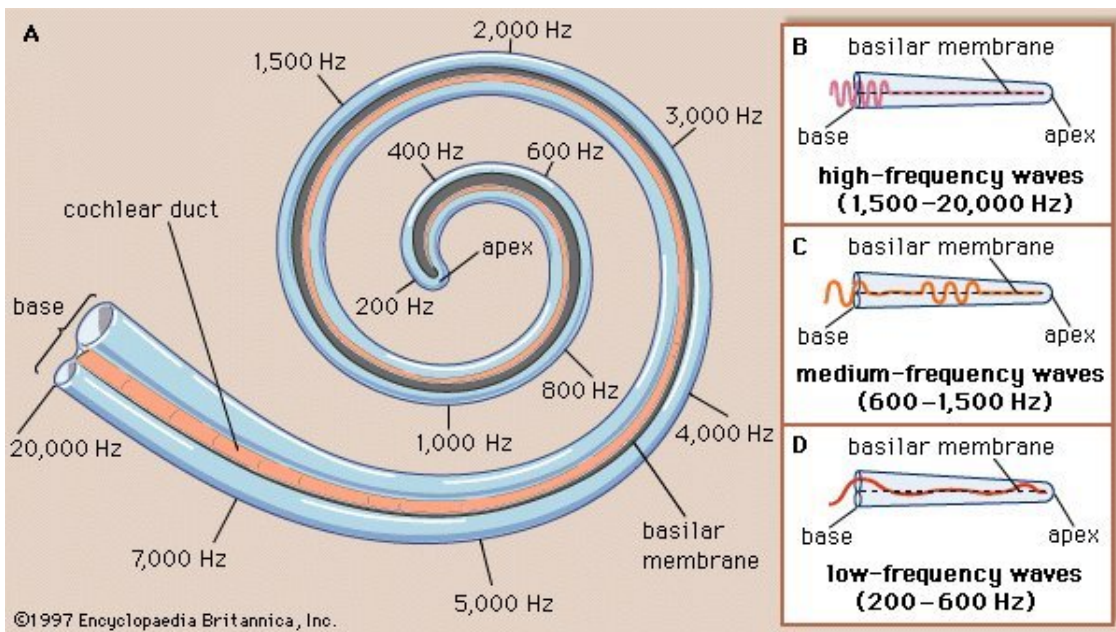 A
2,000 Hz
1,500 Hz
3,000 Hz
400 Hz
600 Hz
cochlear duct
apex
200 Hz
base
800 Hz
1,000 Hz
4,000 Hz
20,000 Hz
basilar
membrane
7,000 Hz
5,000 Hz
©1997 Encyclopaedia Britannica, Inc.
B
basilar membrane
base
apex
high-frequency waves
(1,500–20,000 Hz)
C
basilar membrane
base
apex
medium-frequency waves
(600–1,500 Hz)
D
basilar membrane
base
apex
low-frequency waves
(200–600 Hz)